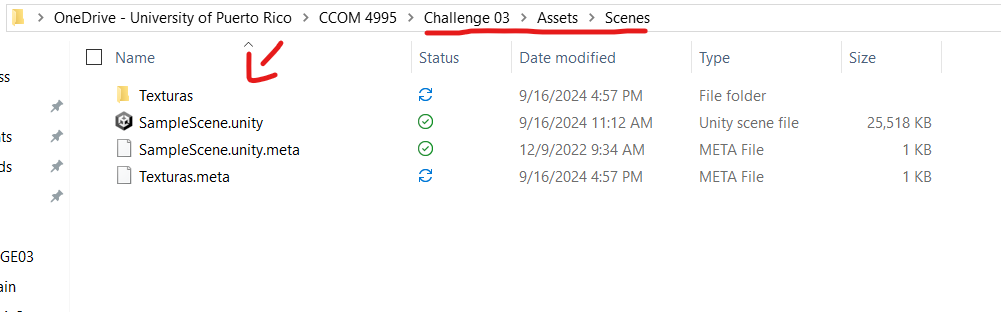 OneDrive - University of Puerto Rico > CCOM 4995 > Challenge 03 > Assets > Scenes
Name Status Date modified Type Size
ss
Texturas 9/16/2024 4:57 PM File folder
nts SampleScene.unity 9/16/2024 11:12 AM Unity scene file 25,518 KB
ds SampleScene.unity.meta 12/9/2022 9:34 AM META File 1 KB
Texturas.meta 9/16/2024 4:57 PM META File 1 KB
GE03
ain